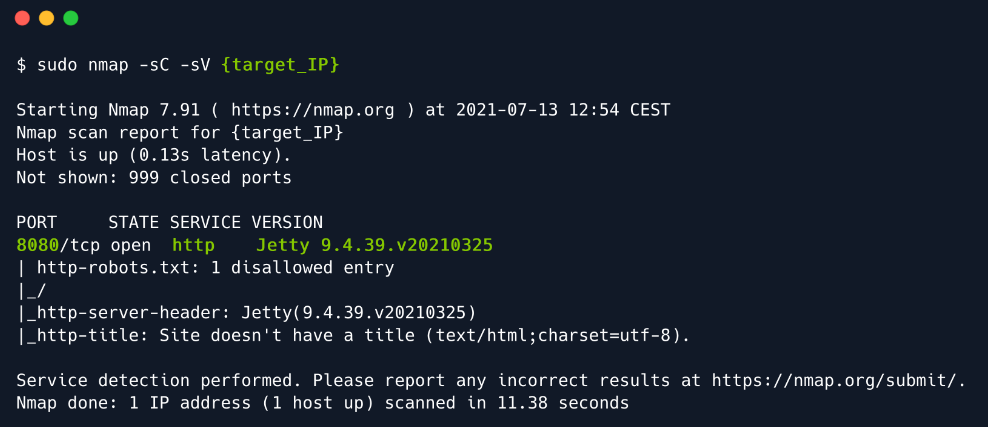 $ sudo nmap -sC -sV {target_IP}
Starting Nmap 7.91 ( https://nmap.org ) at 2021-07-13 12:54 CEST
Nmap scan report for {target_IP}
Host is up (0.13s latency).
Not shown: 999 closed ports
PORT     STATE SERVICE VERSION
8080/tcp open  http    Jetty 9.4.39.v20210325
| http-robots.txt: 1 disallowed entry
|_/
|_http-server-header: Jetty(9.4.39.v20210325)
|_http-title: Site doesn't have a title (text/html;charset=utf-8).
Service detection performed. Please report any incorrect results at https://nmap.org/submit/.
Nmap done: 1 IP address (1 host up) scanned in 11.38 seconds